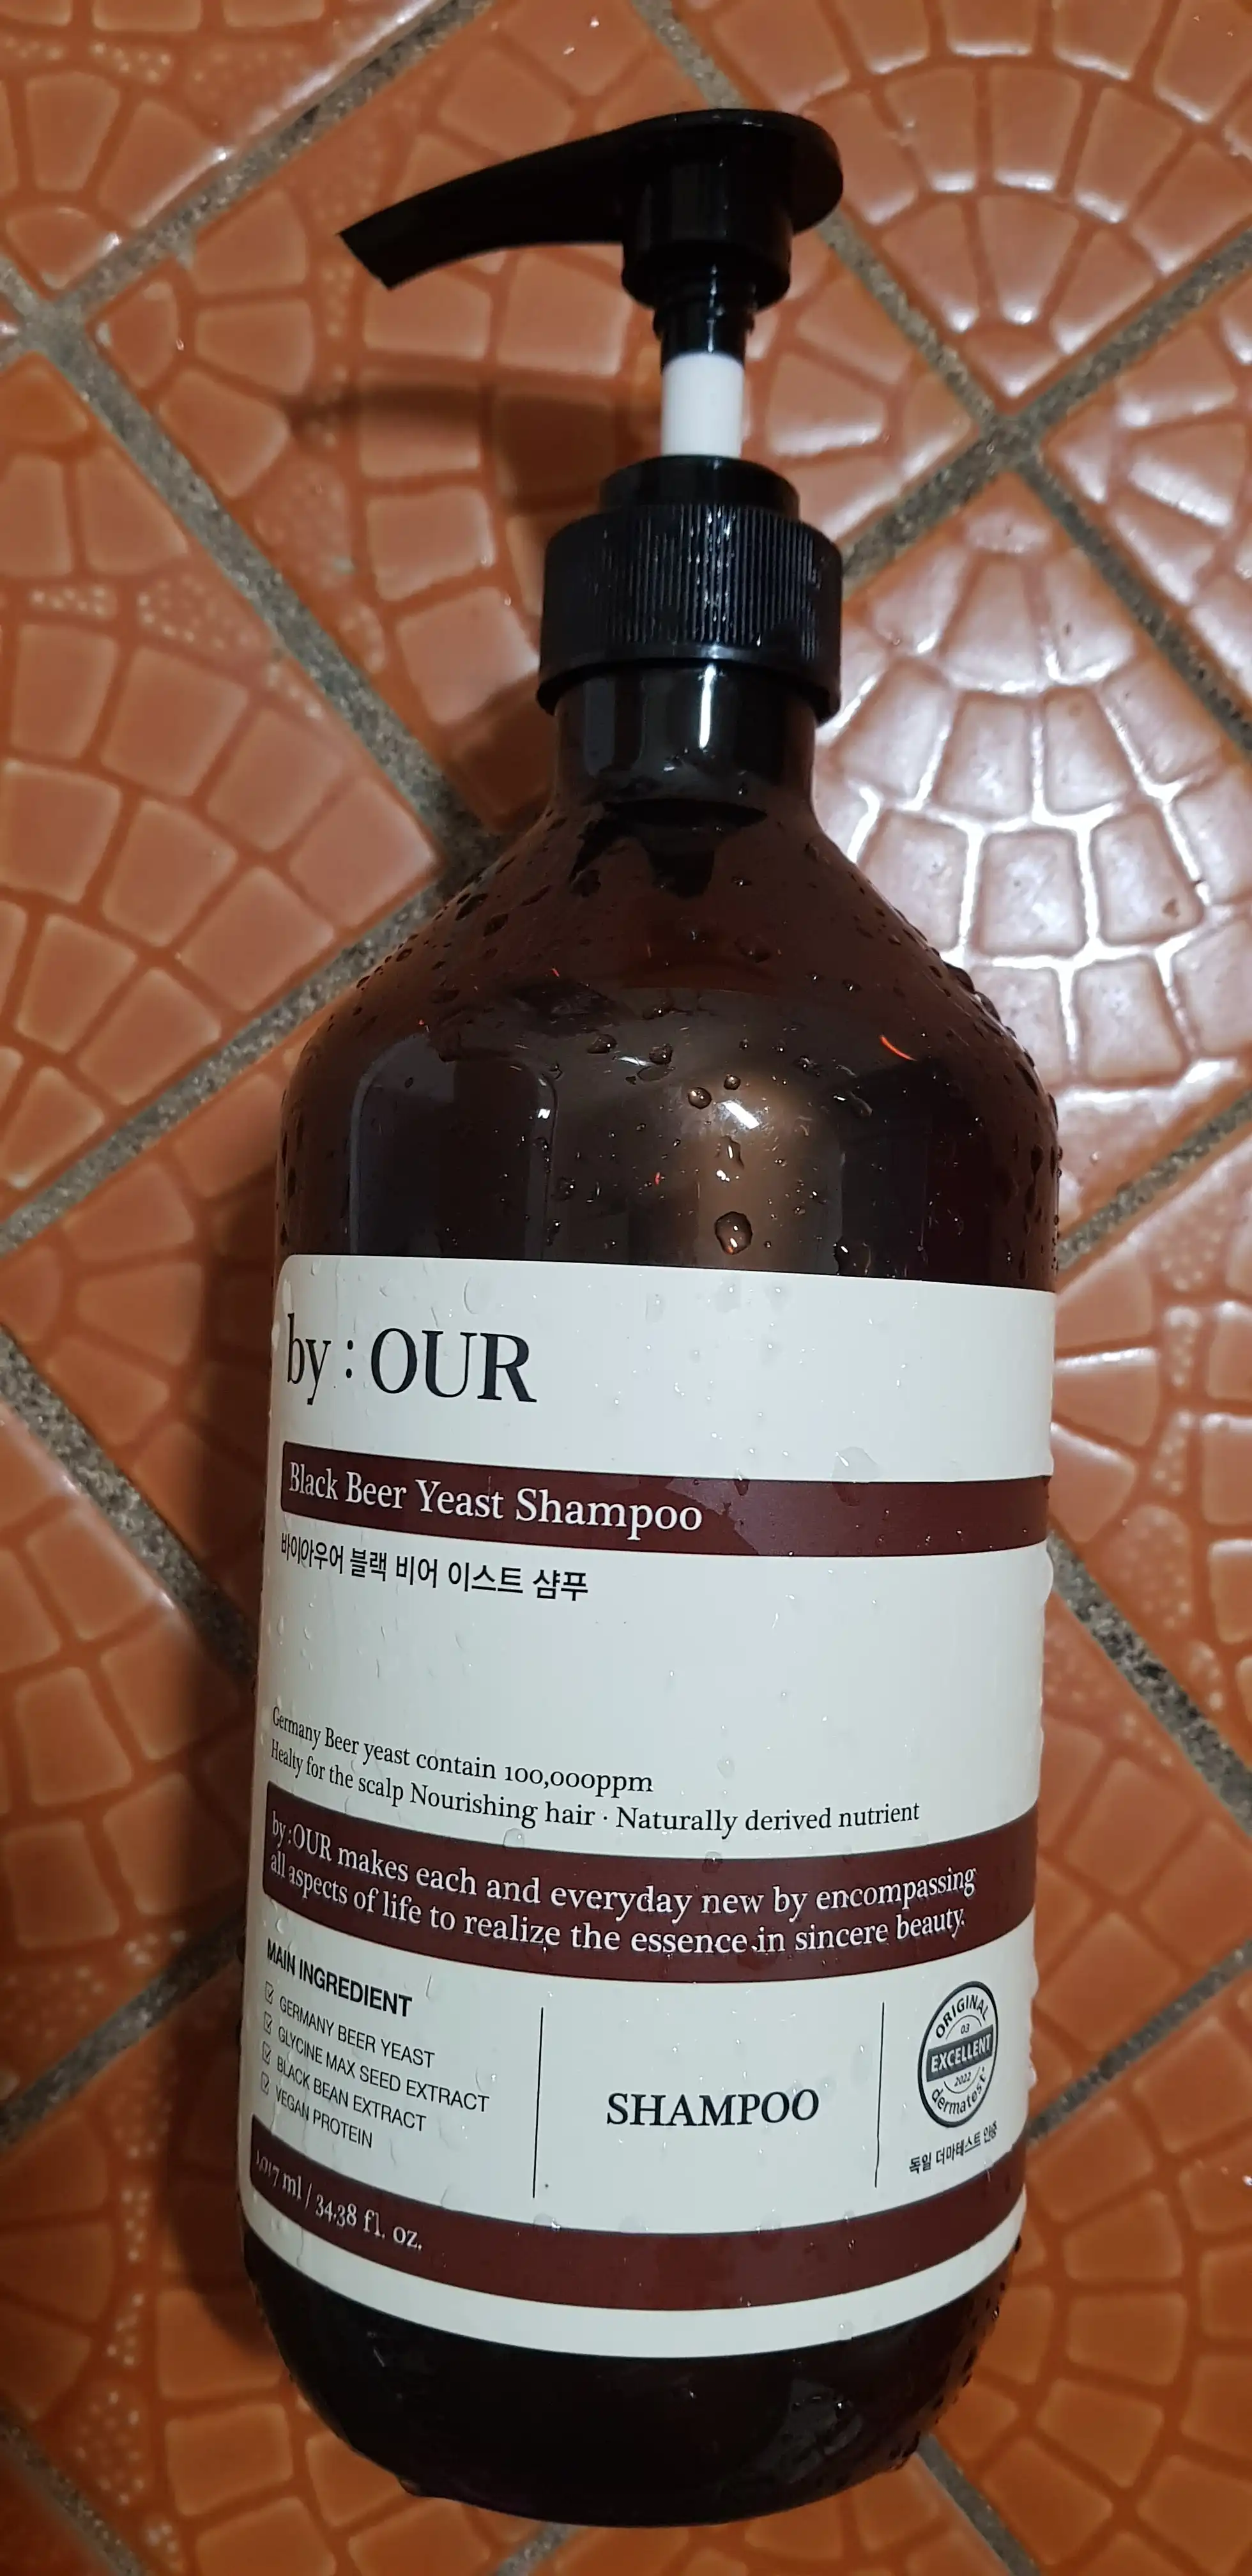 by : OUR
Black Beer Yeast Shampoo
바이아우어 블랙 비어 이스트 샴푸
Germany Beer yeast contain 100,000ppm
Healty for the scalp Nourishing hair · Naturally derived nutrient
by :OUR makes each and everyday new by encompassing
all aspects of life to realize the essence in sincere beauty.
MAIN INGREDIENT
GERMANY BEER YEAST
GLYCINE MAX SEED EXTRACT
BLACK BEAN EXTRACT
VEGAN PROTEIN
SHAMPOO
ORIGINAL
03
EXCELLENT
2022
dermatest
독일 더마테스트 인증
1,017 ml / 34.38 fl. oz.